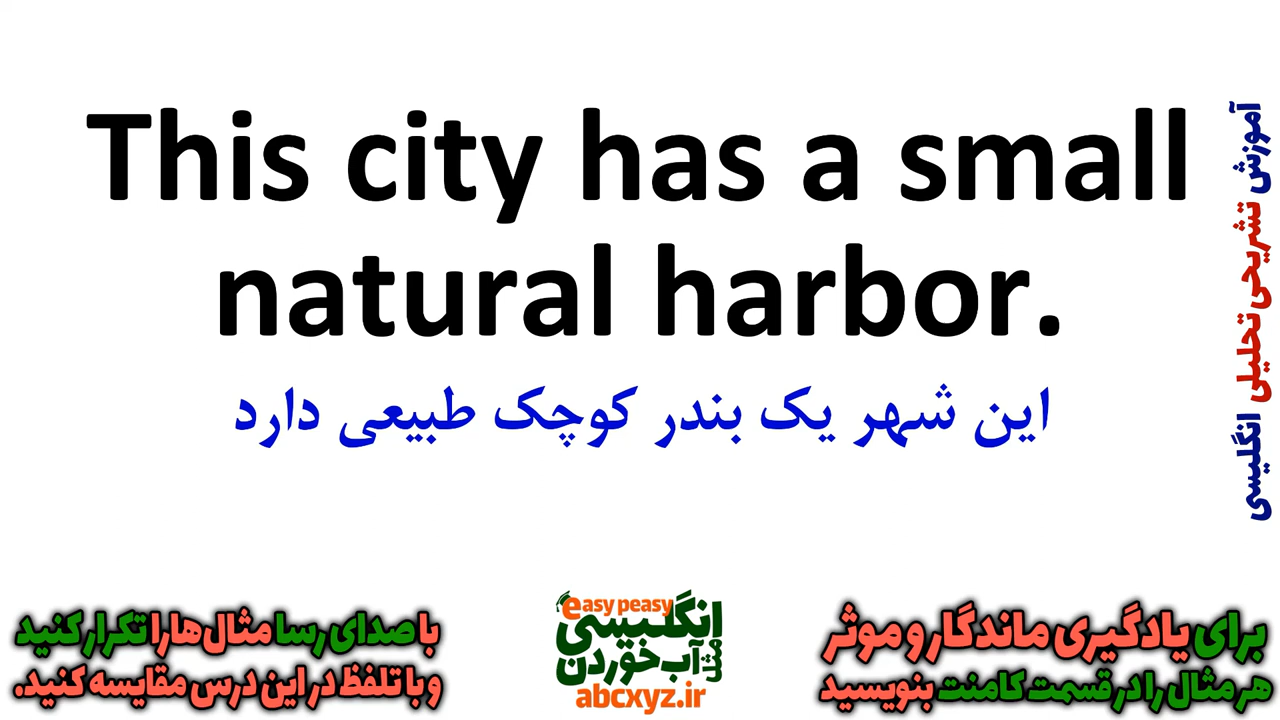 This city has a small
natural harbor.
این شهر یک بندر کوچک طبیعی دارد
آموزش تشریحی تحلیلی انگلیسی
برای یادگیری ماندگار و موثر
هر مثال را در قسمت کامنت بنویسید
easy peasy
انگلیسی
مثل
آب خوردن
abcxyz.ir
با صدای رسا مثال‌ها را تکرار کنید
و با تلفظ در این درس مقایسه کنید.